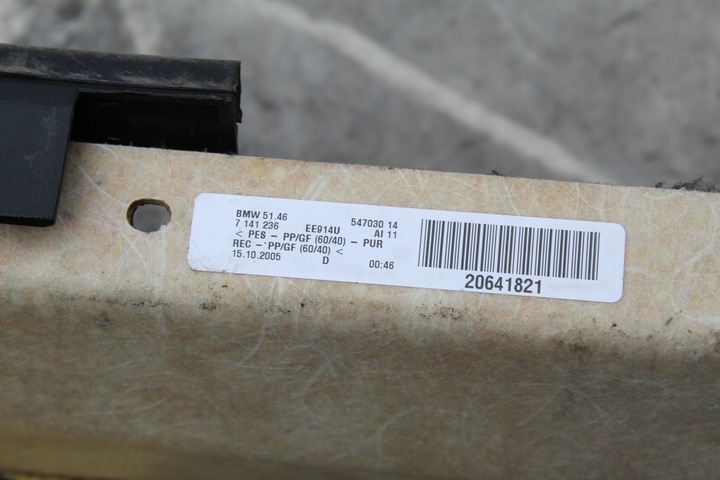 BMW 51.46 547030 14
7 141 236 EE914U AI 11
< PES - PP/GF (60/40) - PUR
REC - PP/GF (60/40) <
15.10.2005 D 00:46
20641821